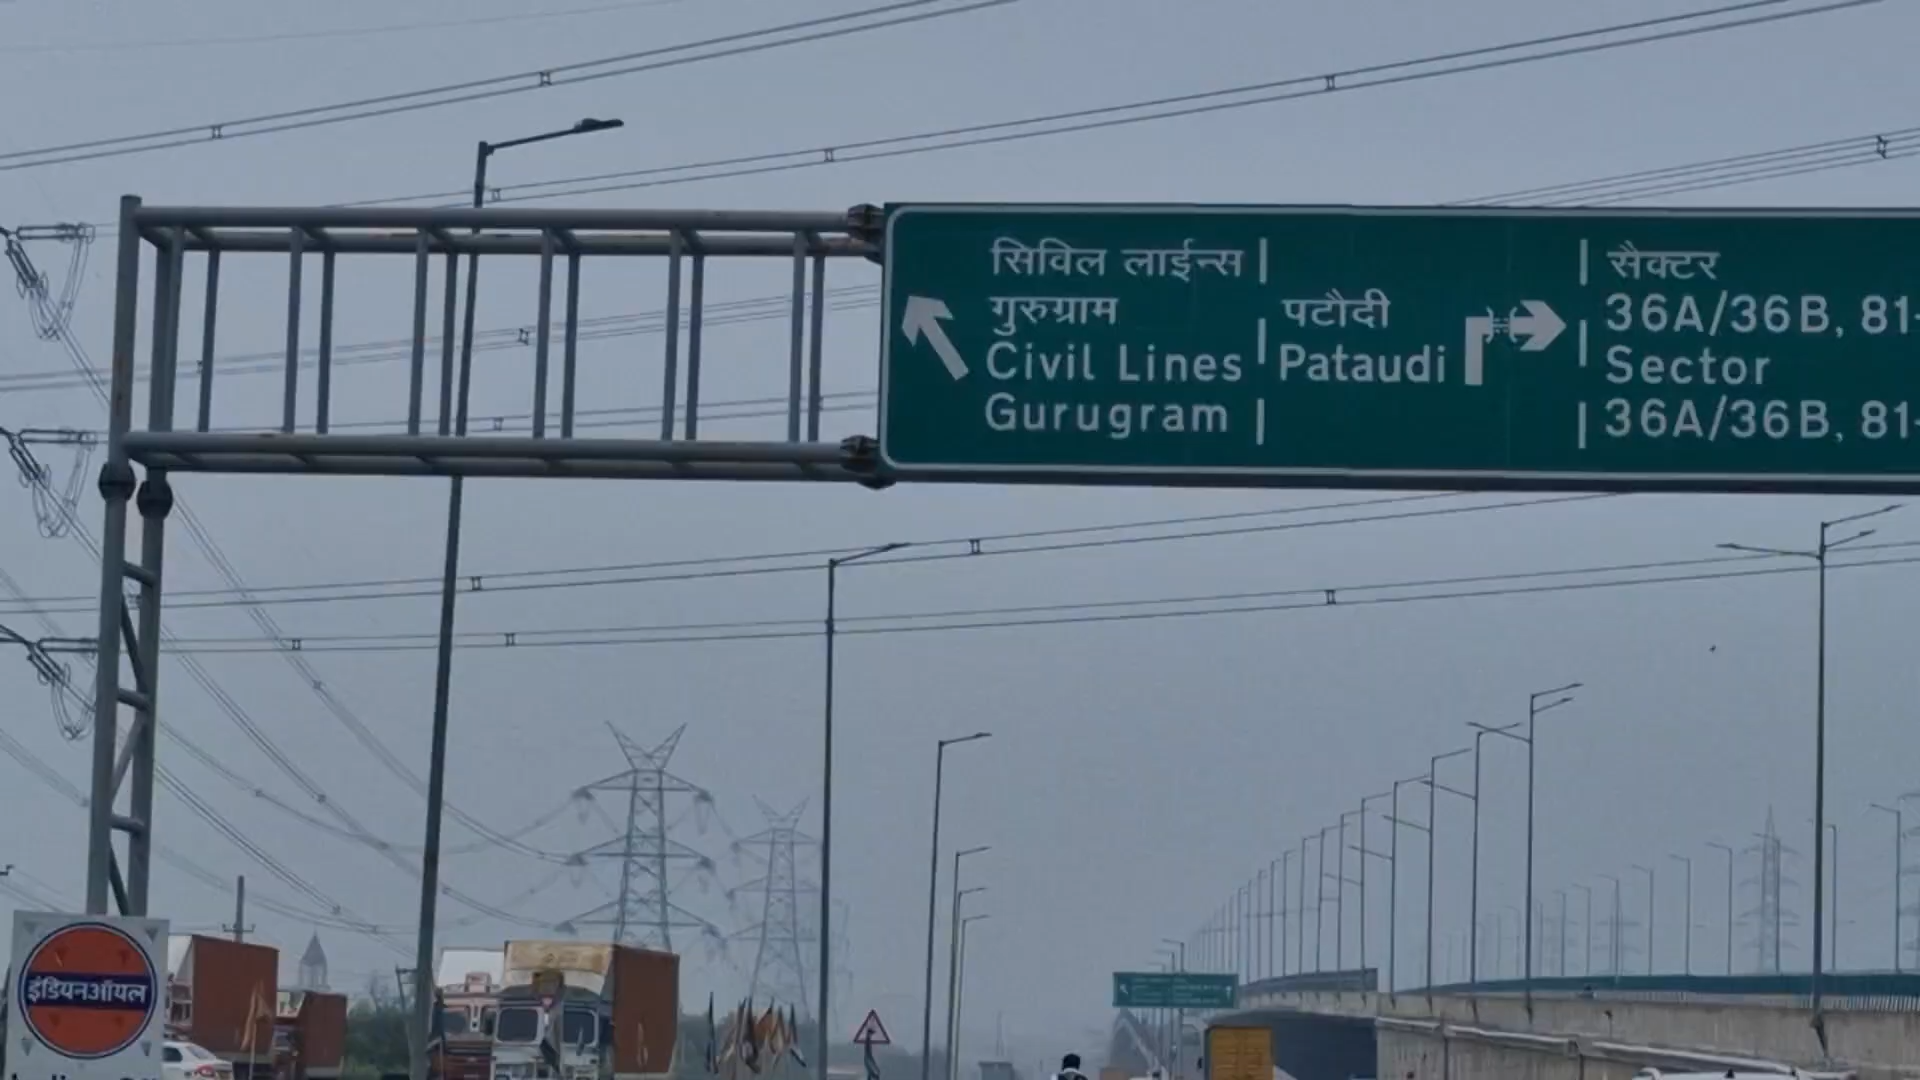 सिविल लाईन्स
गुरुग्राम
Civil Lines
Gurugram
पटौदी
Pataudi
सैक्टर
36A/36B, 81-
Sector
36A/36B, 81-
इंडियनऑयल